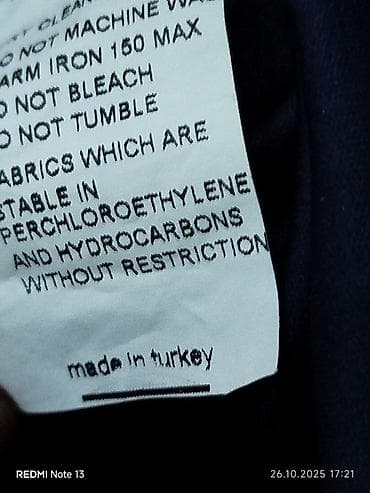 CLEAN
O NOT MACHINE WA
ARM IRON 150 MAX
O NOT BLEACH
O NOT TUMBLE
ABRICS WHICH ARE
STABLE IN
PERCHLOROETHYLENE
AND HYDROCARBONS
WITHOUT RESTRICTION
made in turkey
REDMI Note 13
26.10.2025 17:21